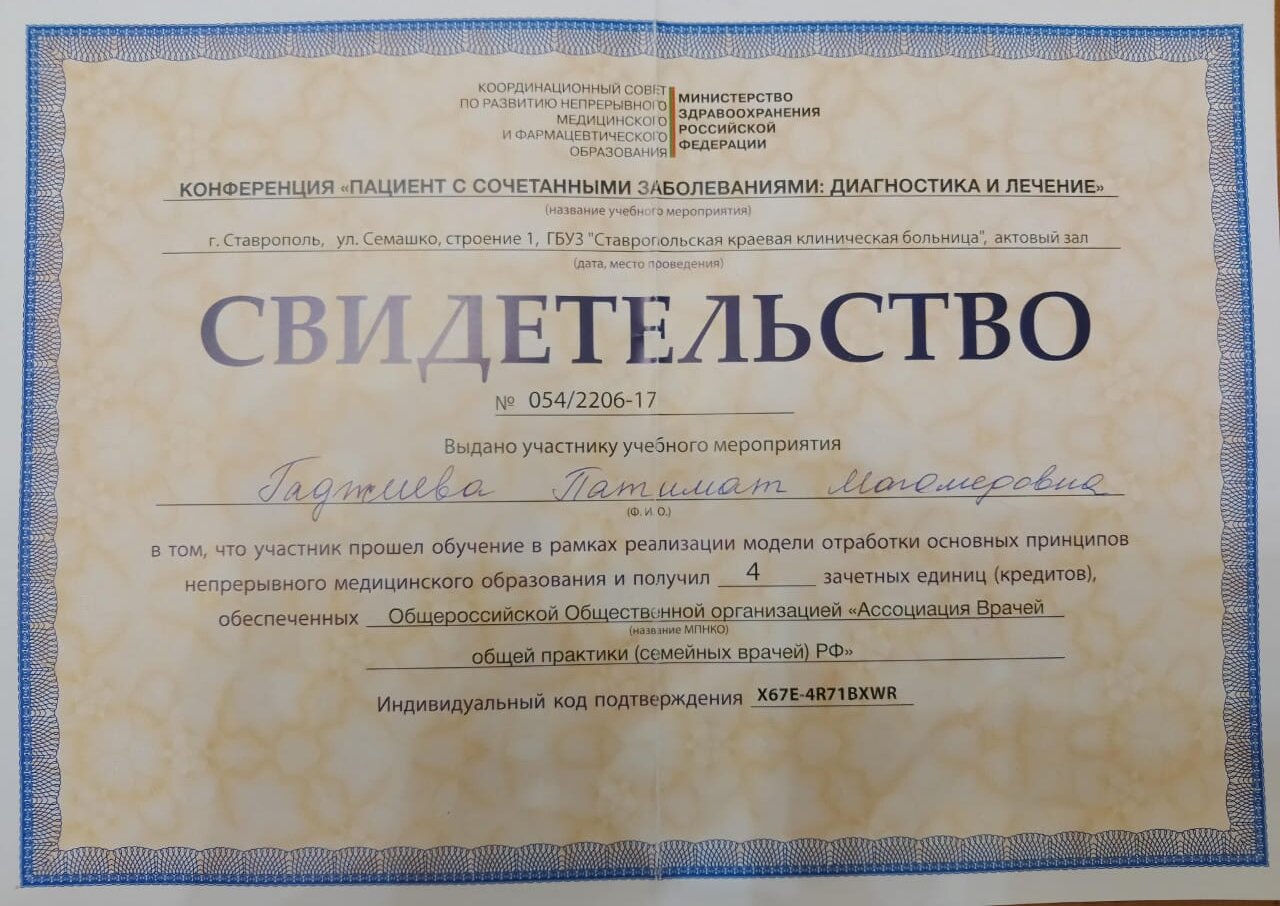 КООРДИНАЦИОННЫЙ СОВЕТ
ПО РАЗВИТИЮ НЕПРЕРЫВНОГО
МЕДИЦИНСКОГО
И ФАРМАЦЕВТИЧЕСКОГО
ОБРАЗОВАНИЯ
МИНИСТЕРСТВО
ЗДРАВООХРАНЕНИЯ
РОССИЙСКОЙ
ФЕДЕРАЦИИ
КОНФЕРЕНЦИЯ «ПАЦИЕНТ С СОЧЕТАННЫМИ ЗАБОЛЕВАНИЯМИ: ДИАГНОСТИКА И ЛЕЧЕНИЕ»
(название учебного мероприятия)
г. Ставрополь, ул. Семашко, строение 1, ГБУЗ "Ставропольская краевая клиническая больница", актовый зал
(дата, место проведения)
СВИДЕТЕЛЬСТВО
№ 054/2206-17
Выдано участнику учебного мероприятия
Гаджиева Патимат Магомедовна
(Ф. И. О.)
в том, что участник прошел обучение в рамках реализации модели отработки основных принципов
непрерывного медицинского образования и получил 4 зачетных единиц (кредитов),
обеспеченных Общероссийской Общественной организацией «Ассоциация Врачей
(название МПНКО)
общей практики (семейных врачей) РФ»
Индивидуальный код подтверждения X67E-4R71BXWR